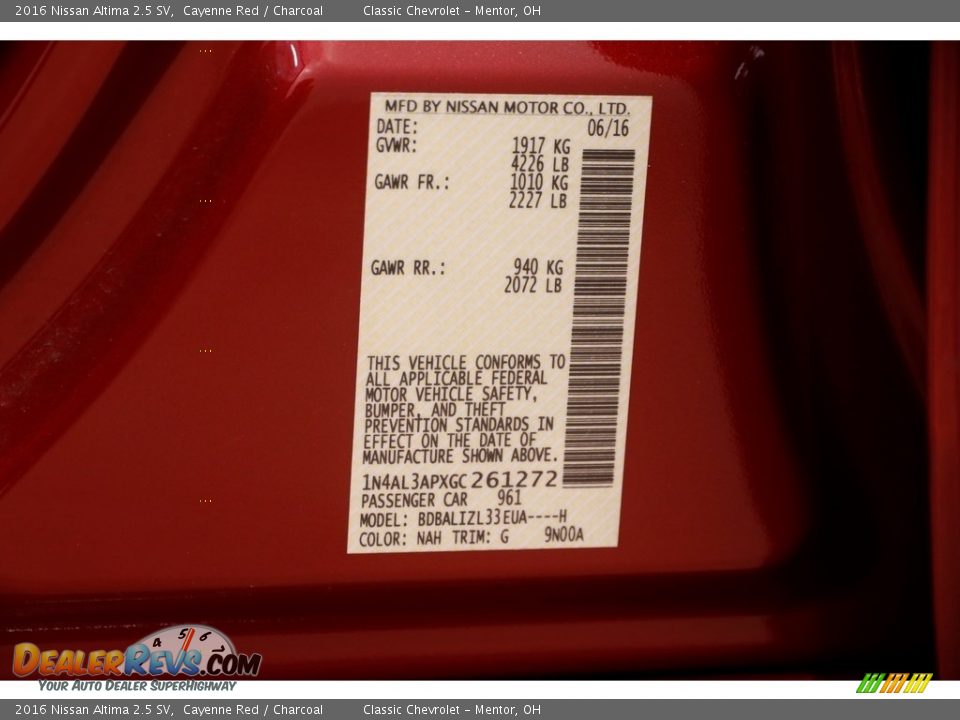 2016 Nissan Altima 2.5 SV, Cayenne Red / Charcoal Classic Chevrolet – Mentor, OH
MFD BY NISSAN MOTOR CO., LTD.
DATE: 06/16
GVWR: 1917 KG
4226 LB
GAWR FR.: 1010 KG
2227 LB
GAWR RR.: 940 KG
2072 LB
THIS VEHICLE CONFORMS TO
ALL APPLICABLE FEDERAL
MOTOR VEHICLE SAFETY,
BUMPER, AND THEFT
PREVENTION STANDARDS IN
EFFECT ON THE DATE OF
MANUFACTURE SHOWN ABOVE.
1N4AL3APXGC261272
PASSENGER CAR 961
MODEL: BDBALIZL33EUA----H
COLOR: NAH TRIM: G 9N00A
4 5 6
DEALERREVS.COM
YOUR AUTO DEALER SUPERHIGHWAY
2016 Nissan Altima 2.5 SV, Cayenne Red / Charcoal Classic Chevrolet – Mentor, OH